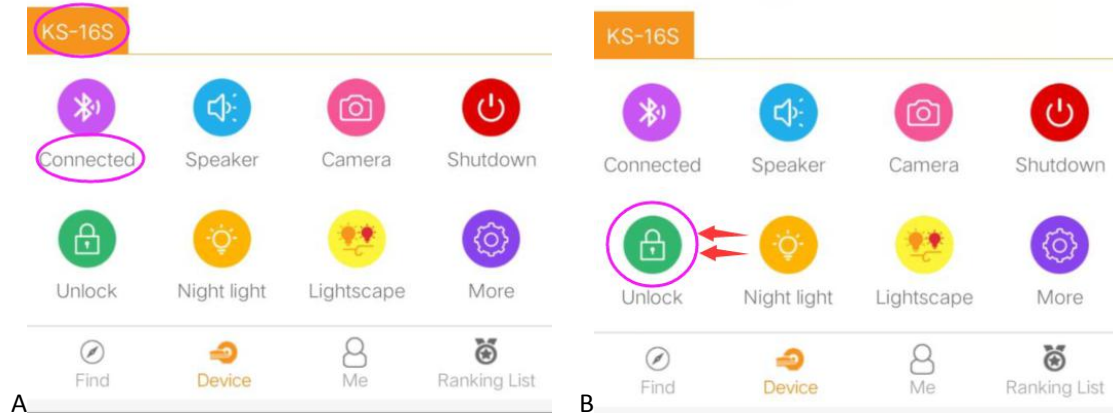 KS-16S
Connected Speaker Camera Shutdown
Unlock Night light Lightscape More
Find Device Me Ranking List
A
KS-16S
Connected Speaker Camera Shutdown
Unlock Night light Lightscape More
Find Device Me Ranking List
B